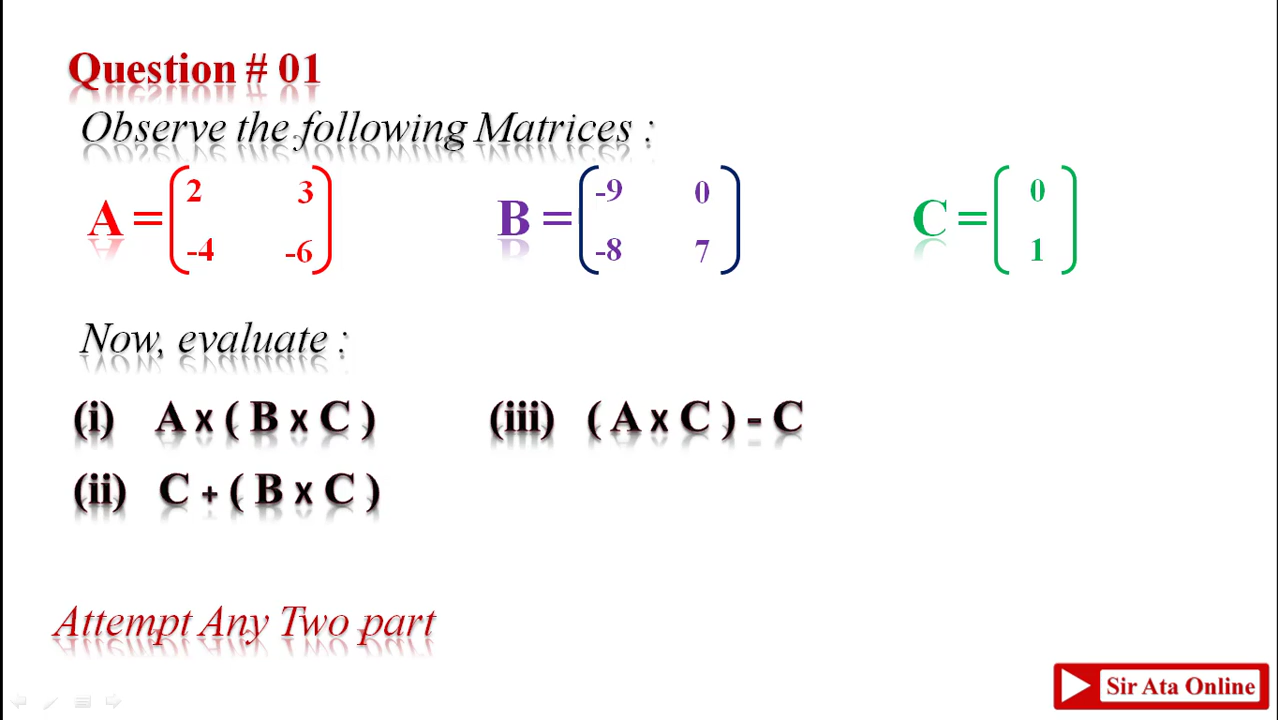 Question # 01
Observe the following Matrices :
A = 2 3 B = -9 0 C = 0
-4 -6 -8 7 1
Now, evaluate :
(i) A x ( B x C ) (iii) ( A x C ) - C
(ii) C + ( B x C )
Attempt Any Two part
Sir Ata Online